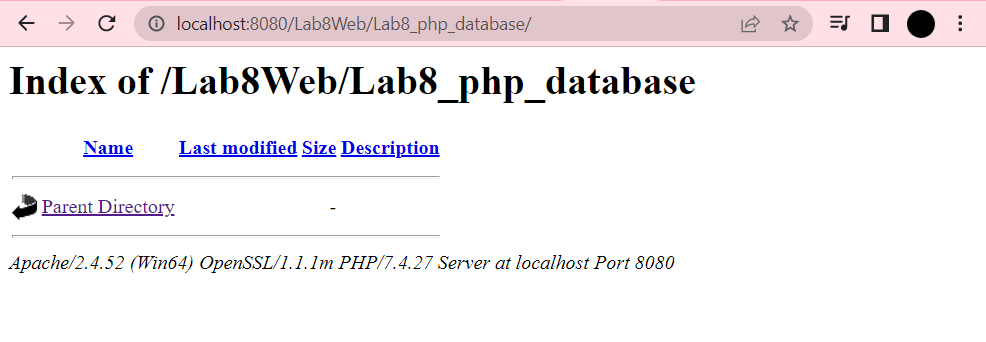 localhost:8080/Lab8Web/Lab8_php_database/
Index of /Lab8Web/Lab8_php_database
Name Last modified Size Description
Parent Directory -
Apache/2.4.52 (Win64) OpenSSL/1.1.1m PHP/7.4.27 Server at localhost Port 8080